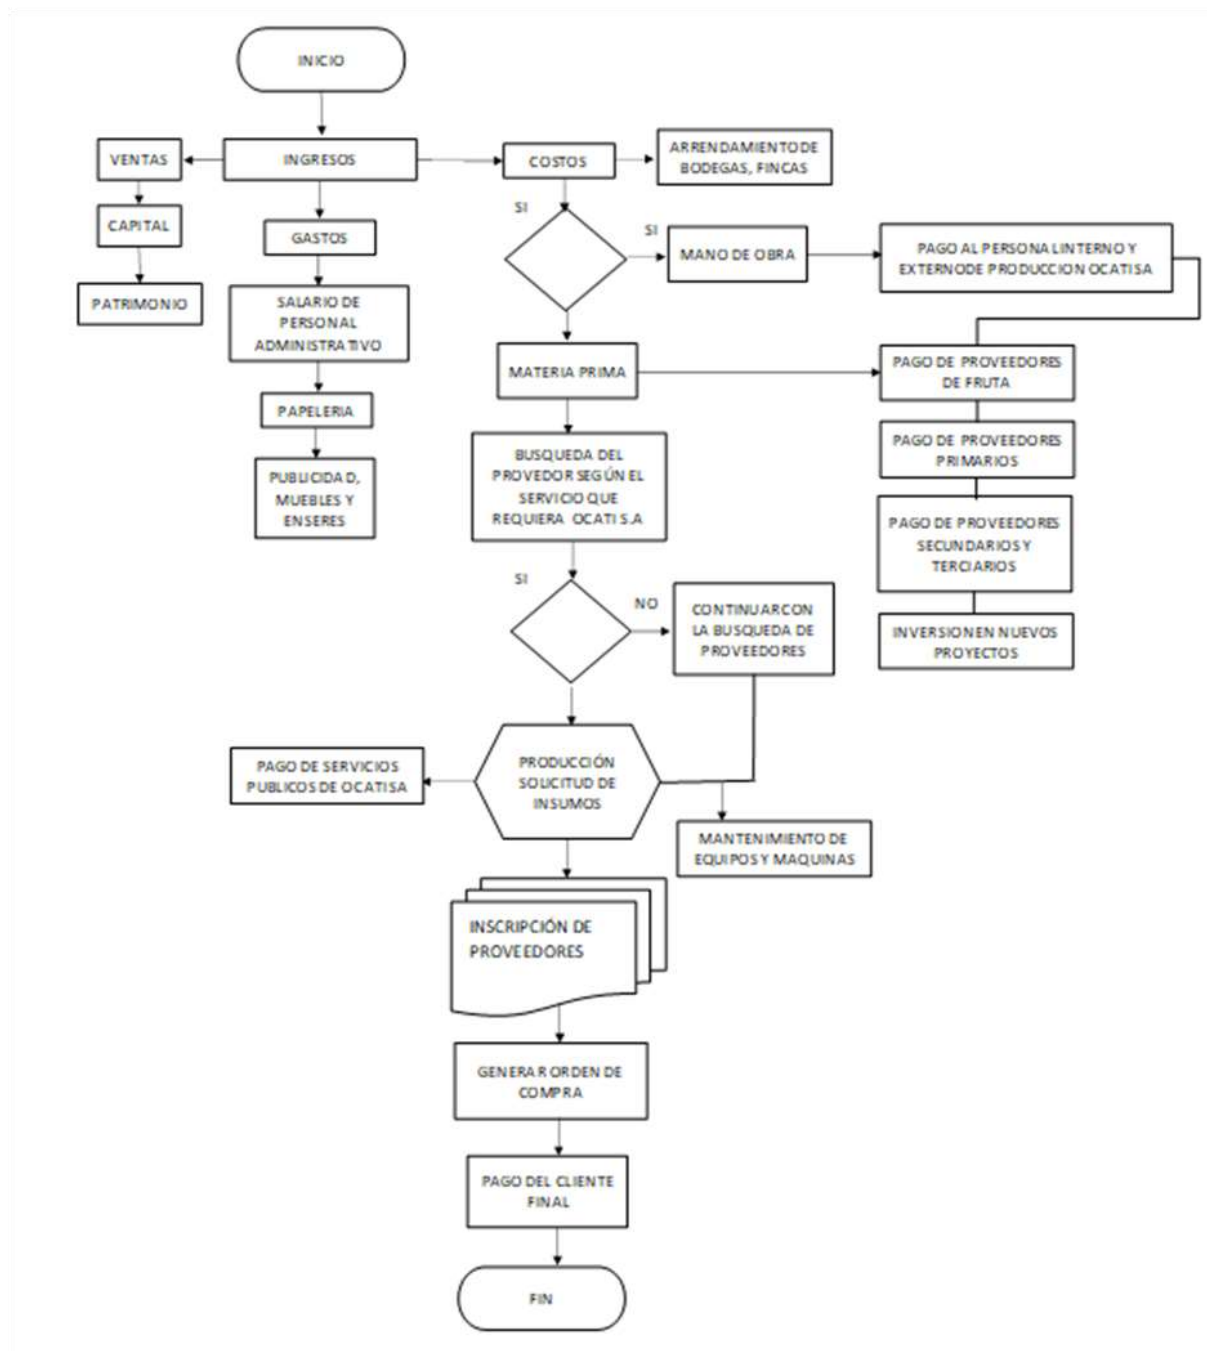 INICIO
VENTAS
INGRESOS
COSTOS
ARRENDAMIENTO DE
BODEGAS, FINCAS
CAPITAL
GASTOS
SI
SI
MANO DE OBRA
PAGO AL PERSONAL INTERNO Y
EXTERNO DE PRODUCCION OCATISA
PATRIMONIO
SALARIO DE
PERSONAL
ADMINISTRATIVO
MATERIA PRIMA
PAGO DE PROVEEDORES
DE FRUTA
PAPELERIA
PAGO DE PROVEEDORES
PRIMARIOS
PUBLICIDAD,
MUEBLES Y
ENSERES
BUSQUEDA DEL
PROVEDOR SEGÚN EL
SERVICIO QUE
REQUIERA OCATI S.A
PAGO DE PROVEEDORES
SECUNDARIOS Y
TERCIARIOS
SI
NO
CONTINUAR CON
LA BUSQUEDA DE
PROVEEDORES
INVERSION EN NUEVOS
PROYECTOS
PAGO DE SERVICIOS
PUBLICOS DE OCATISA
PRODUCCIÓN
SOLICITUD DE
INSUMOS
MANTENIMIENTO DE
EQUIPOS Y MAQUINAS
INSCRIPCIÓN DE
PROVEEDORES
GENERAR ORDEN DE
COMPRA
PAGO DEL CLIENTE
FINAL
FIN